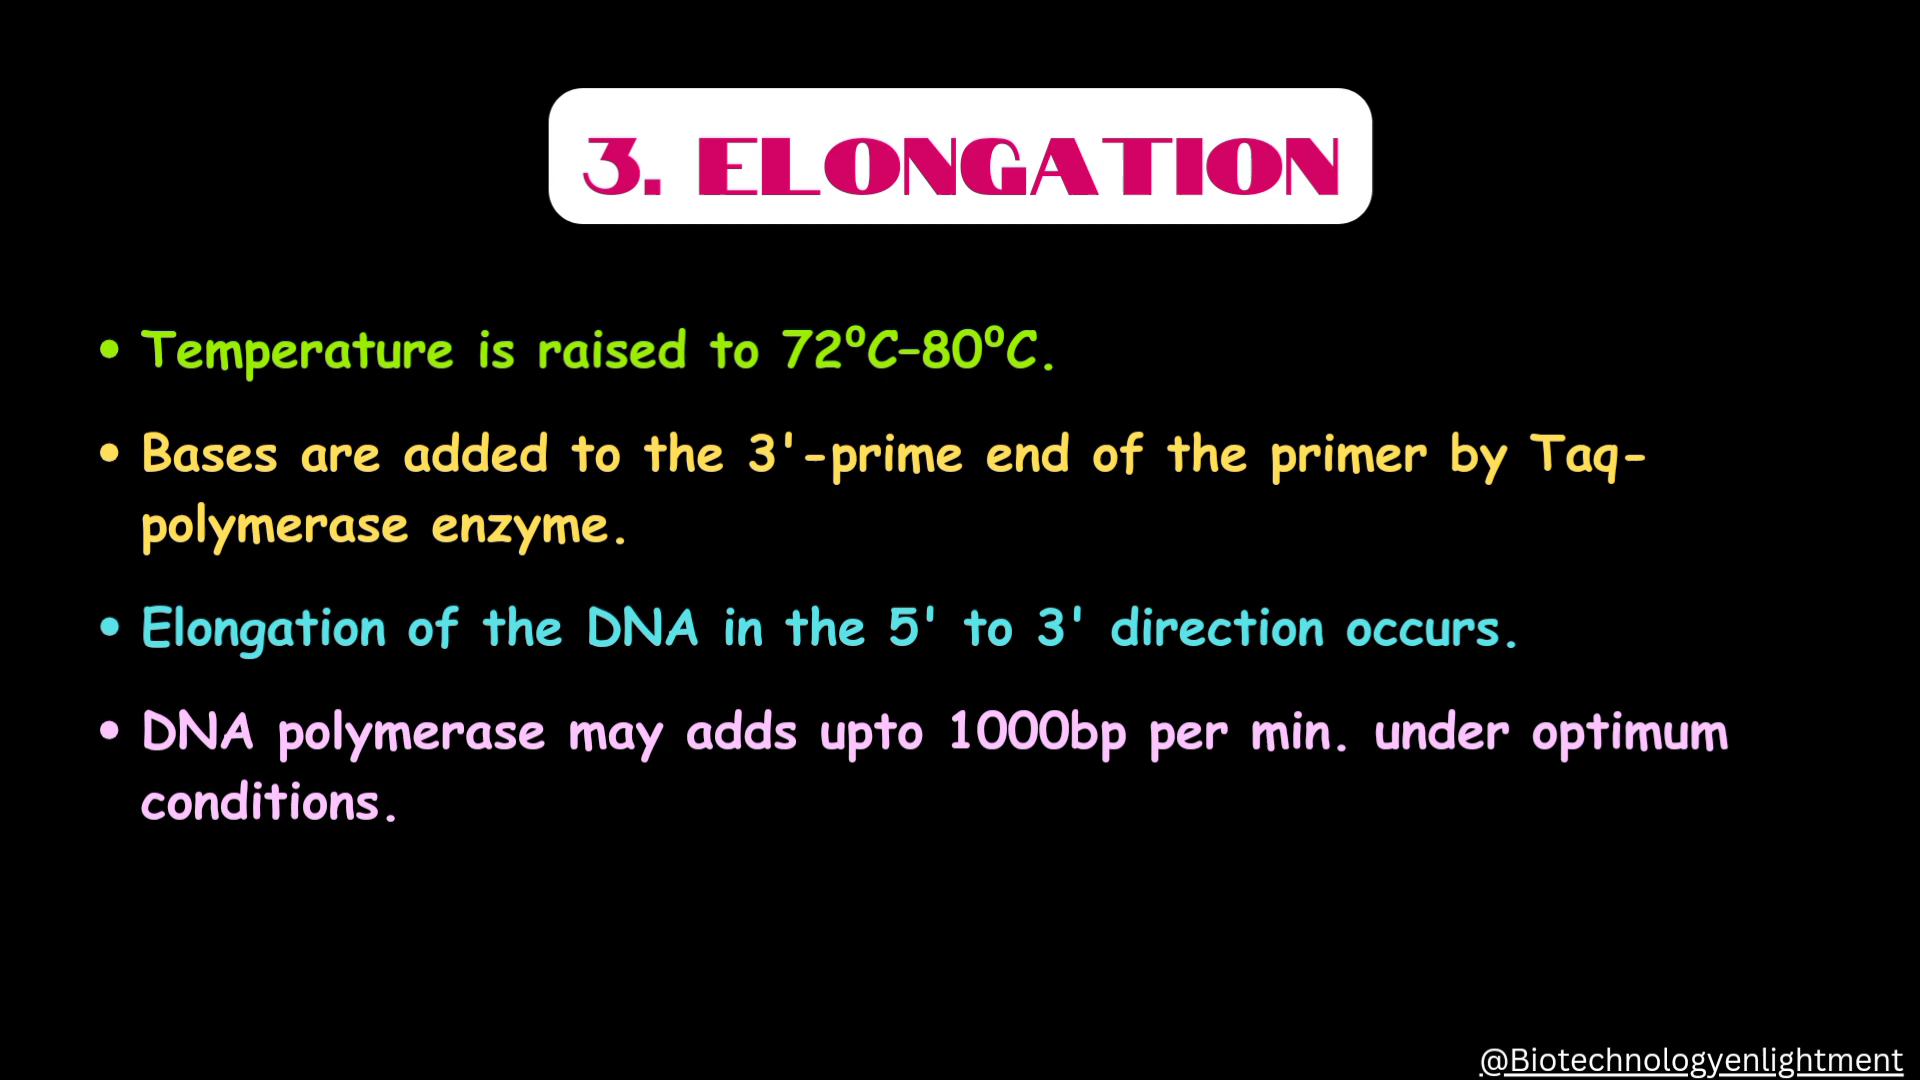 3. ELONGATION
• Temperature is raised to 72ºC–80ºC.
• Bases are added to the 3'-prime end of the primer by Taq-
polymerase enzyme.
• Elongation of the DNA in the 5' to 3' direction occurs.
• DNA polymerase may adds upto 1000bp per min. under optimum
conditions.
@Biotechnologyenlightment